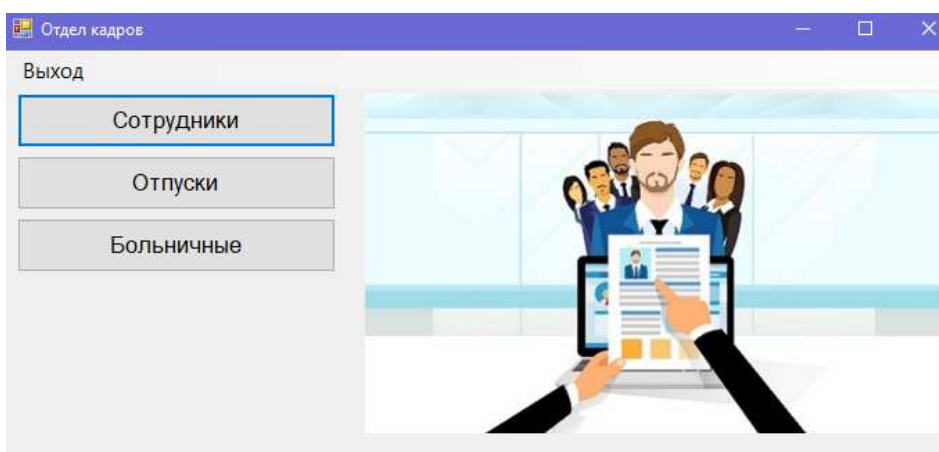 Отдел кадров
Выход
Сотрудники
Отпуски
Больничные